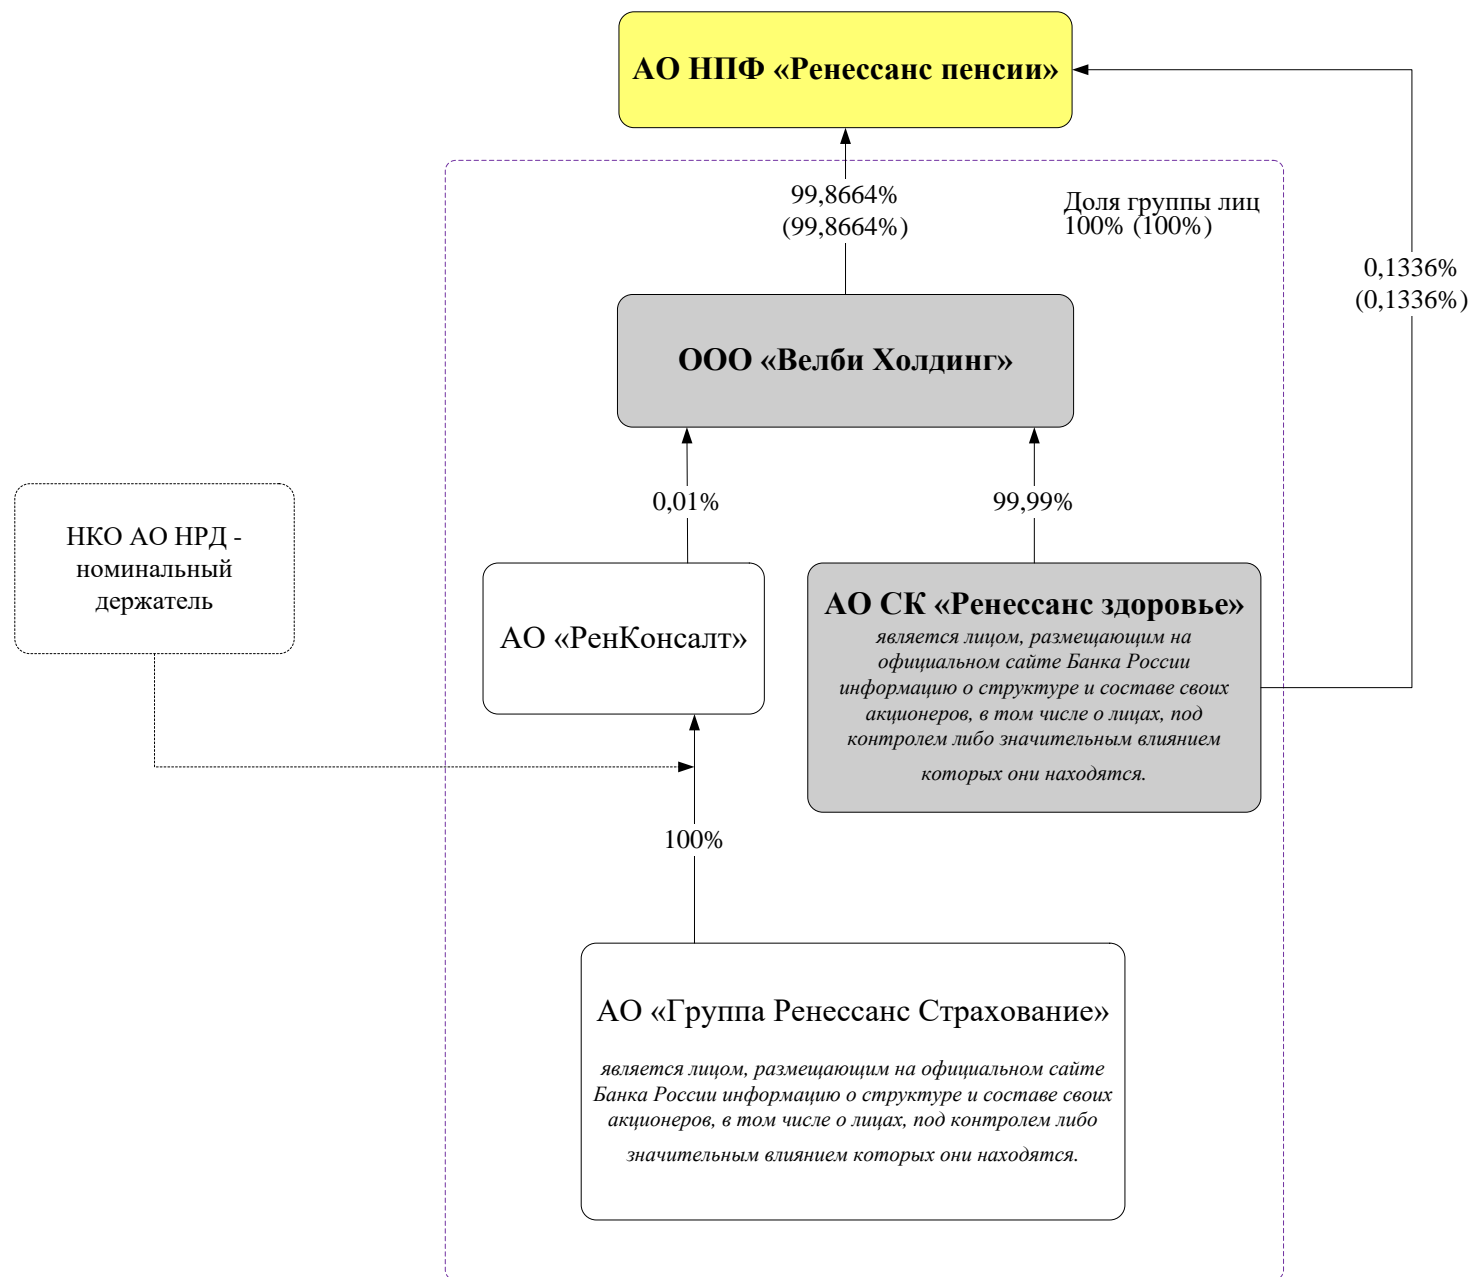 АО НПФ «Ренессанс пенсии»
99,8664%
(99,8664%)
Доля группы лиц
100% (100%)
0,1336%
(0,1336%)
ООО «Велби Холдинг»
0,01%
99,99%
НКО АО НРД -
номинальный
держатель
АО «РенКонсалт»
АО СК «Ренессанс здоровье»
является лицом, размещающим на
официальном сайте Банка России
информацию о структуре и составе своих
акционеров, в том числе о лицах, под
контролем либо значительным влиянием
которых они находятся.
100%
АО «Группа Ренессанс Страхование»
является лицом, размещающим на официальном сайте
Банка России информацию о структуре и составе своих
акционеров, в том числе о лицах, под контролем либо
значительным влиянием которых они находятся.